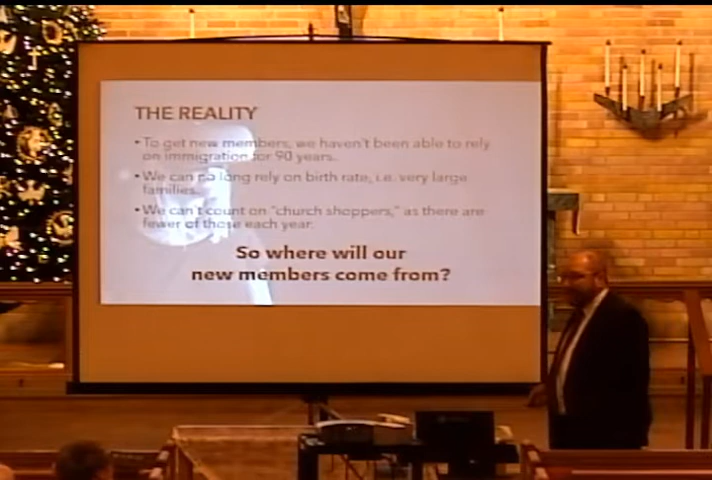 THE REALITY
• To get new members, we haven't been able to rely
on immigration for 90 years.
• We can no long rely on birth rate, i.e. very large
families.
• We can't count on "church shoppers," as there are
fewer of those each year.
So where will our
new members come from?